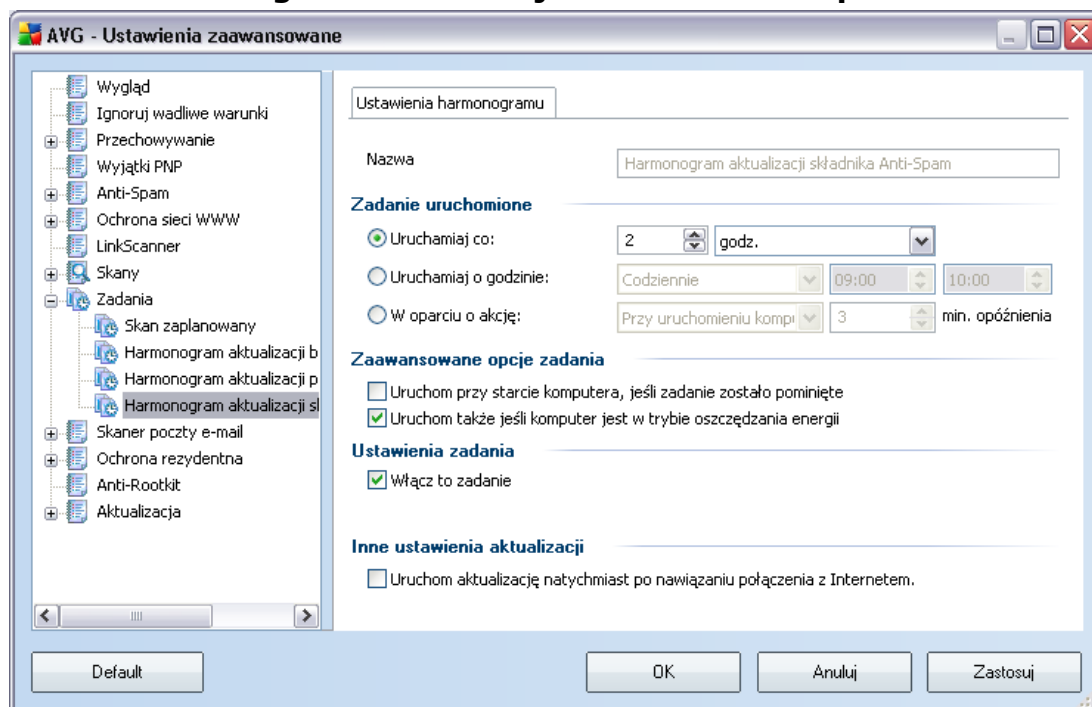 AVG - Ustawienia zaawansowane
Wygląd
Ignoruj wadliwe warunki
Przechowywanie
Wyjątki PNP
Anti-Spam
Ochrona sieci WWW
LinkScanner
Skany
Zadania
Skan zaplanowany
Harmonogram aktualizacji b
Harmonogram aktualizacji p
Harmonogram aktualizacji sl
Skaner poczty e-mail
Ochrona rezydentna
Anti-Rootkit
Aktualizacja
Ustawienia harmonogramu
Nazwa Harmonogram aktualizacji składnika Anti-Spam
Zadanie uruchomione
Uruchamiaj co: 2 godz.
Uruchamiaj o godzinie: Codziennie 09:00 10:00
W oparciu o akcję: Przy uruchomieniu kompu 3 min. opóźnienia
Zaawansowane opcje zadania
Uruchom przy starcie komputera, jeśli zadanie zostało pominięte
Uruchom także jeśli komputer jest w trybie oszczędzania energii
Ustawienia zadania
Włącz to zadanie
Inne ustawienia aktualizacji
Uruchom aktualizację natychmiast po nawiązaniu połączenia z Internetem.
Default OK Anuluj Zastosuj